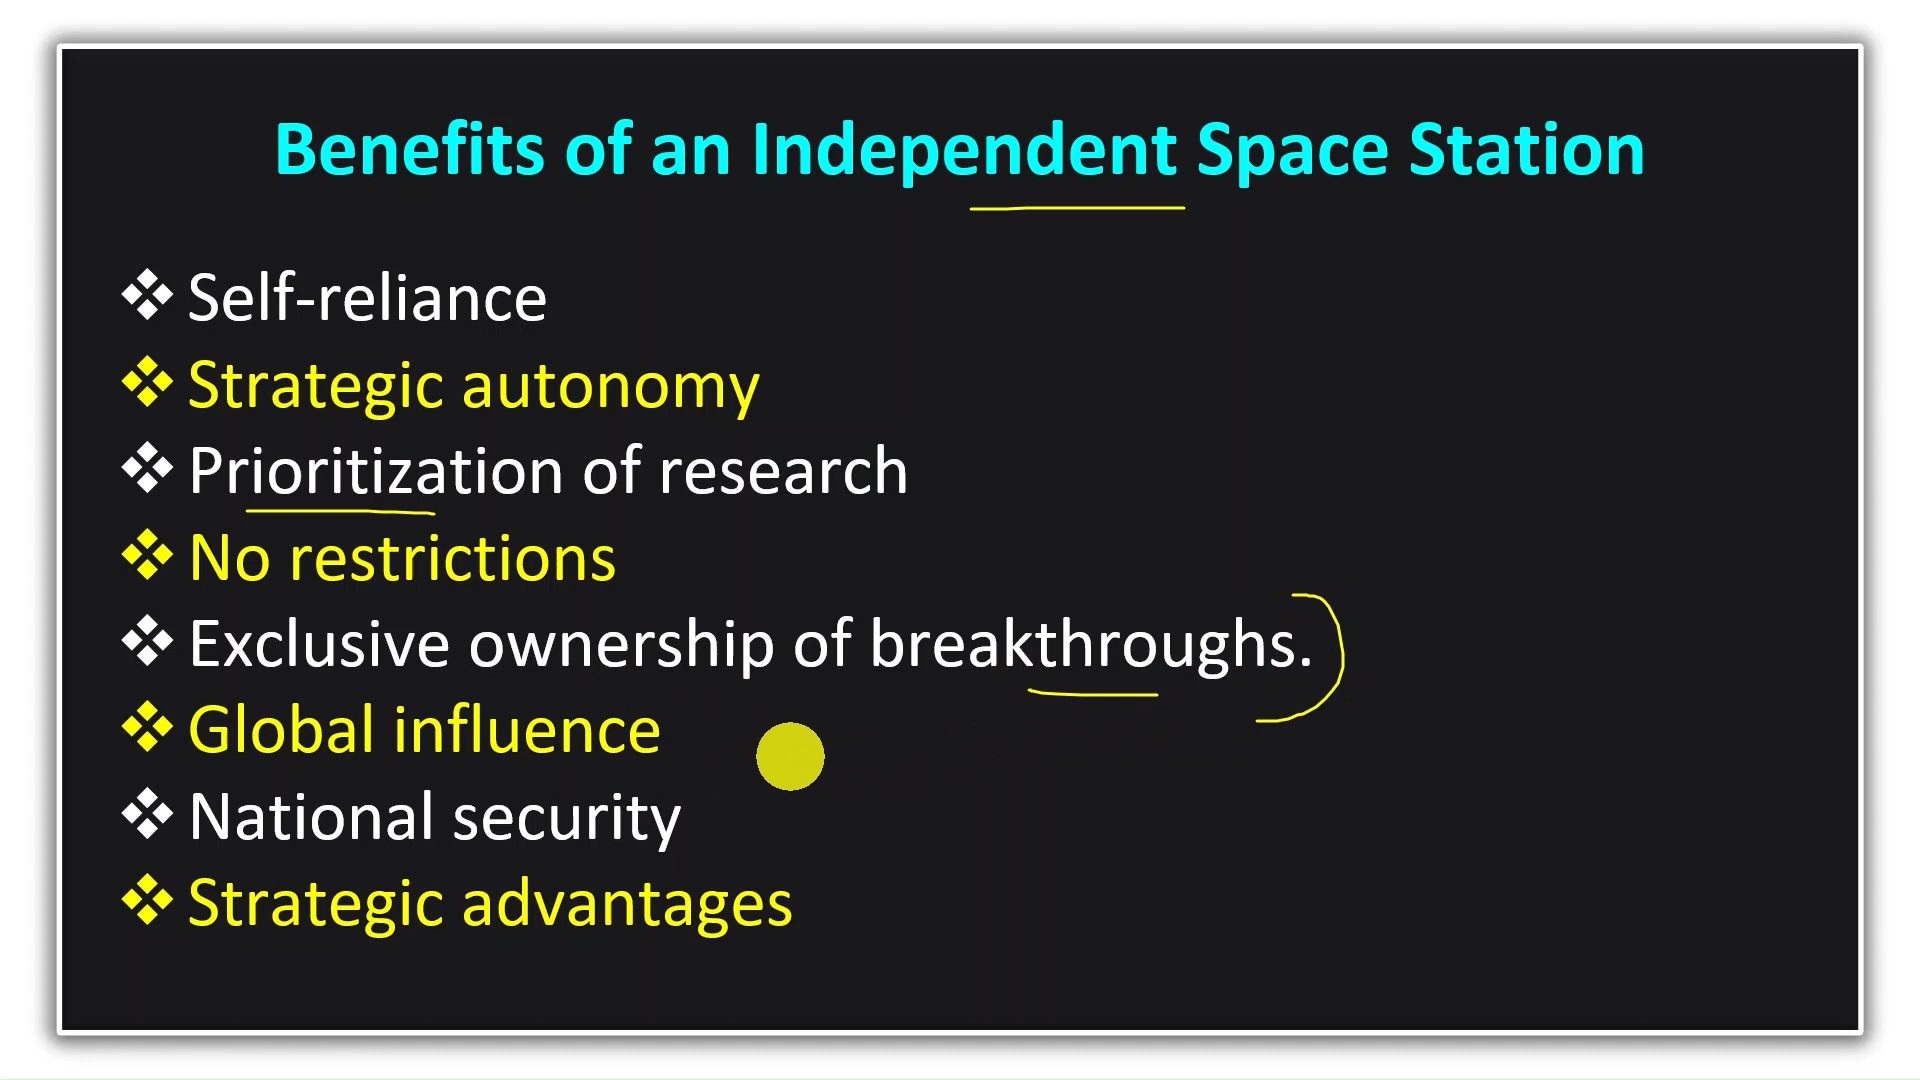 Benefits of an Independent Space Station
❖ Self-reliance
❖ Strategic autonomy
❖ Prioritization of research
❖ No restrictions
❖ Exclusive ownership of breakthroughs.
❖ Global influence
❖ National security
❖ Strategic advantages